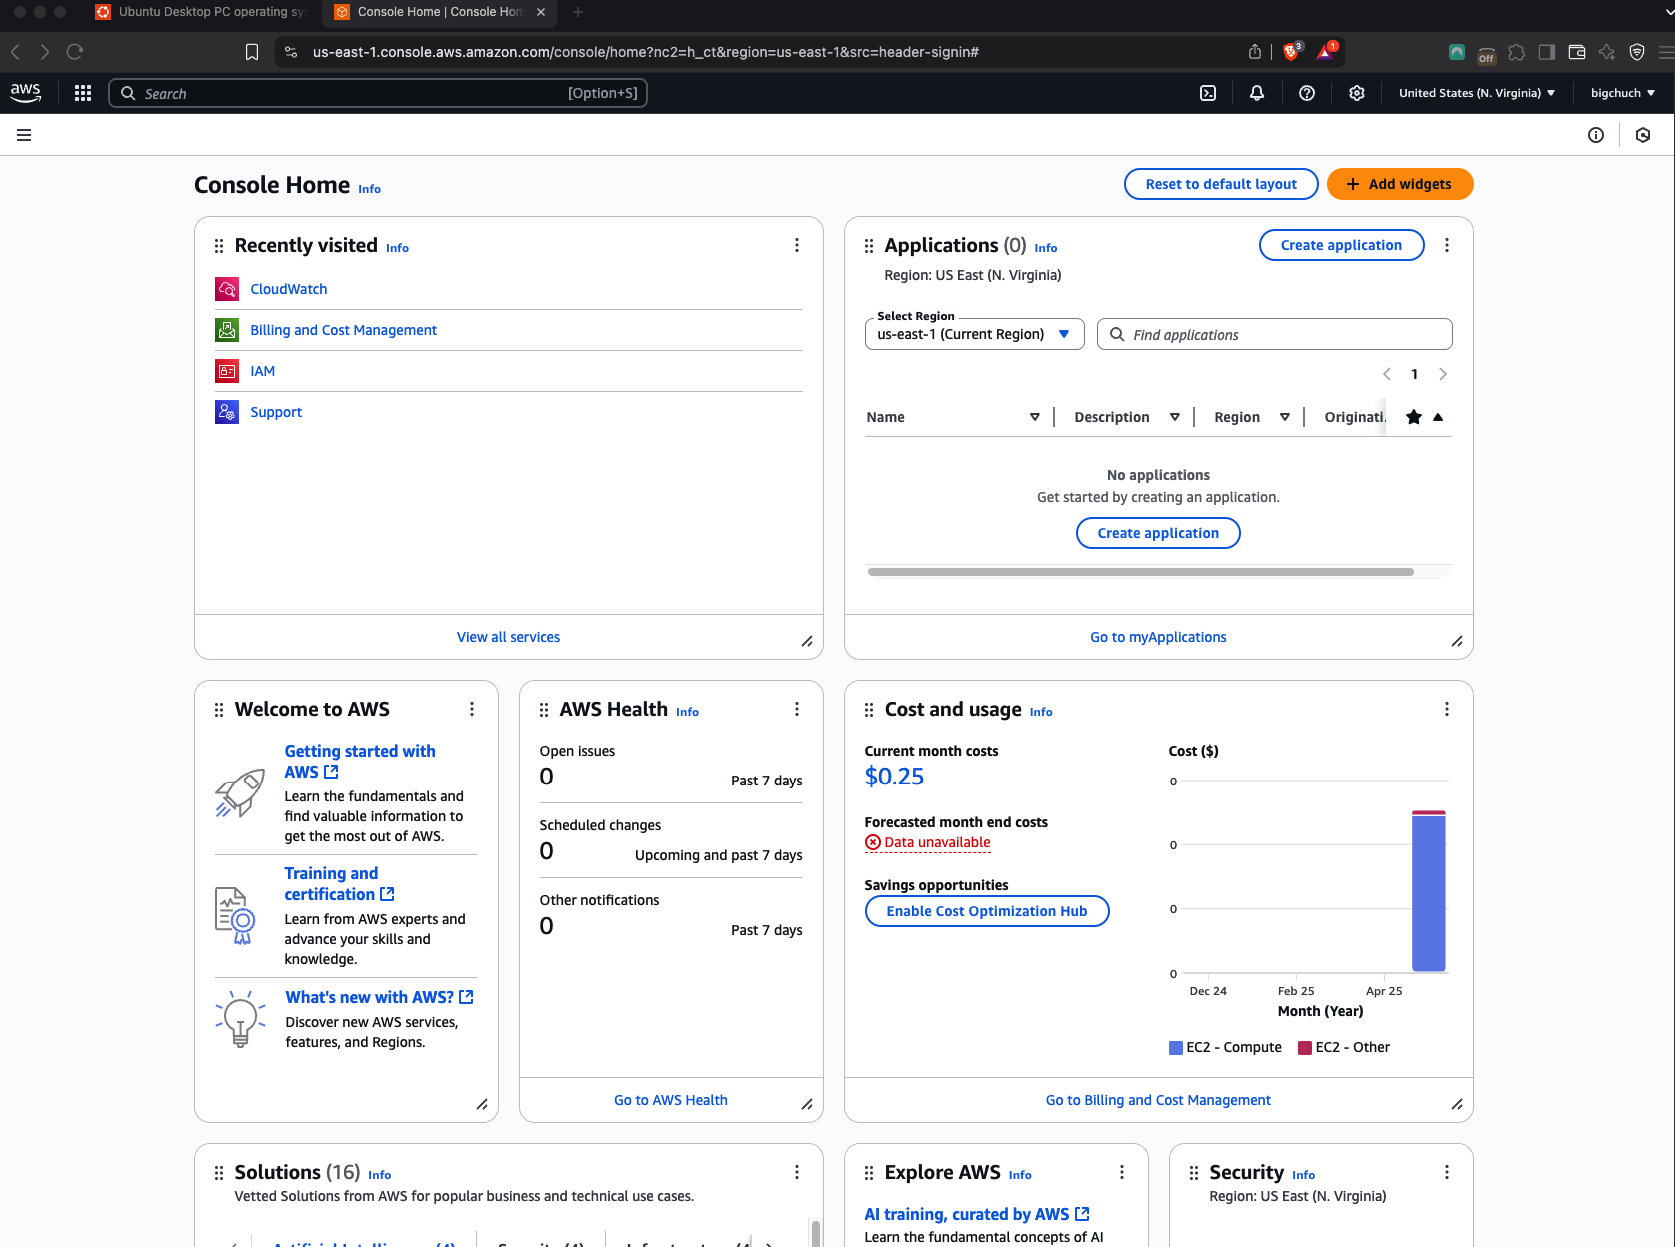 Ubuntu Desktop PC operating sys
Console Home | Console Hom
us-east-1.console.aws.amazon.com/console/home?nc2=h_ct&region=us-east-1&src=header-signin#
3
1
Off
aws
Search
[Option+S]
United States (N. Virginia)
bigchuch
Console Home Info
Reset to default layout
Add widgets
Recently visited Info
CloudWatch
Billing and Cost Management
IAM
Support
View all services
Applications (0) Info
Create application
Region: US East (N. Virginia)
Select Region
us-east-1 (Current Region)
Find applications
1
Name
Description
Region
Originati.
No applications
Get started by creating an application.
Create application
Go to myApplications
Welcome to AWS
Getting started with
AWS
Learn the fundamentals and
find valuable information to
get the most out of AWS.
Training and
certification
Learn from AWS experts and
advance your skills and
knowledge.
What's new with AWS?
Discover new AWS services,
features, and Regions.
AWS Health Info
Open issues
0
Past 7 days
Scheduled changes
0
Upcoming and past 7 days
Other notifications
0
Past 7 days
Go to AWS Health
Cost and usage Info
Current month costs
$0.25
Forecasted month end costs
Data unavailable
Savings opportunities
Enable Cost Optimization Hub
Cost ($)
0
0
0
0
Dec 24
Feb 25
Apr 25
Month (Year)
EC2 - Compute
EC2 - Other
Go to Billing and Cost Management
Solutions (16) Info
Vetted Solutions from AWS for popular business and technical use cases.
Explore AWS Info
AI training, curated by AWS
Learn the fundamental concepts of AI
Security Info
Region: US East (N. Virginia)